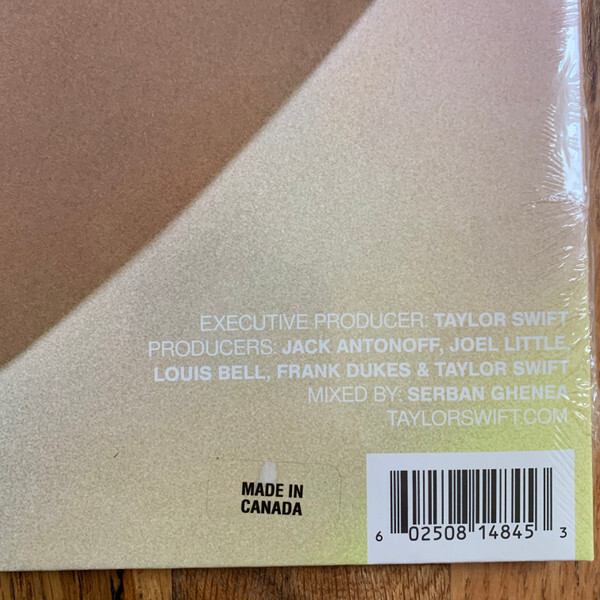 EXECUTIVE PRODUCER: TAYLOR SWIFT
PRODUCERS: JACK ANTONOFF, JOEL LITTLE,
LOUIS BELL, FRANK DUKES & TAYLOR SWIFT
MIXED BY: SERBAN GHENEA
TAYLORSWIFT.COM
MADE IN
CANADA
6 02508 14845 3